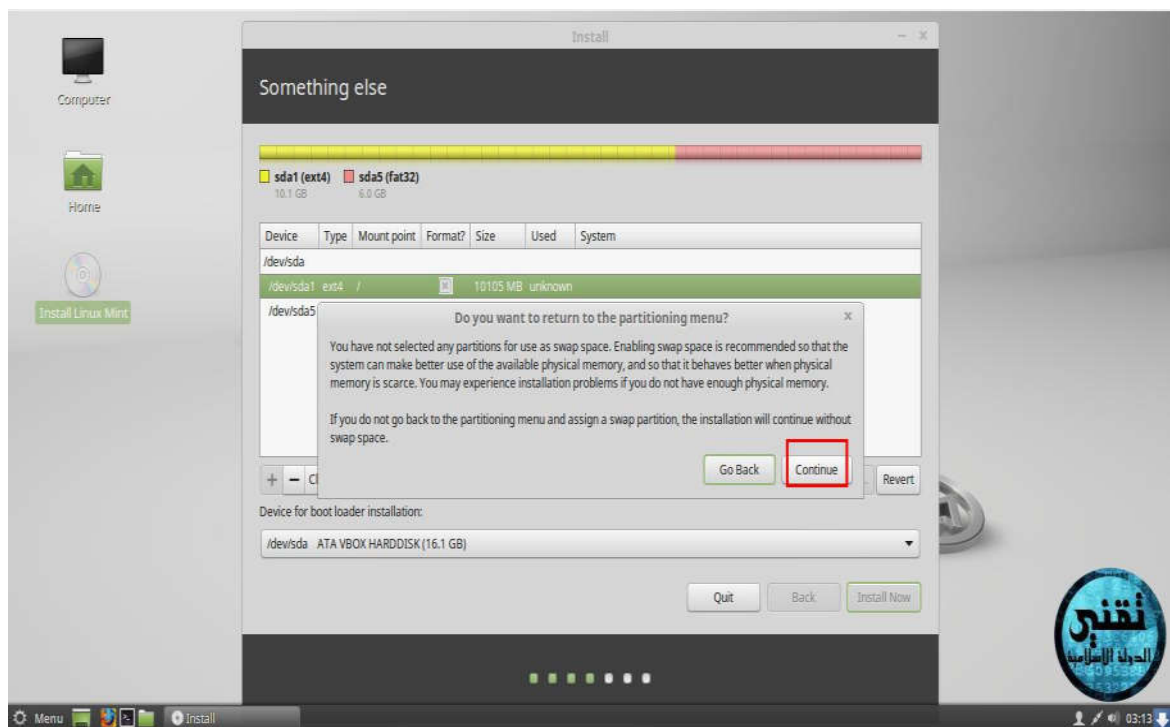 Install
Something else
Computer
Home
Install Linux Mint
sda1 (ext4)
10.1 GB
sda5 (fat32)
6.0 GB
Device Type Mount point Format? Size Used System
/dev/sda
/dev/sda1 ext4 / 10105 MB unknown
/dev/sda5
Do you want to return to the partitioning menu?
You have not selected any partitions for use as swap space. Enabling swap space is recommended so that the
system can make better use of the available physical memory, and so that it behaves better when physical
memory is scarce. You may experience installation problems if you do not have enough physical memory.
If you do not go back to the partitioning menu and assign a swap partition, the installation will continue without
swap space.
Go Back Continue
Revert
Device for boot loader installation:
/dev/sda ATA VBOX HARDDISK (16.1 GB)
Quit Back Install Now
تقني
الدولة الإسلامية
Menu Install 03:13